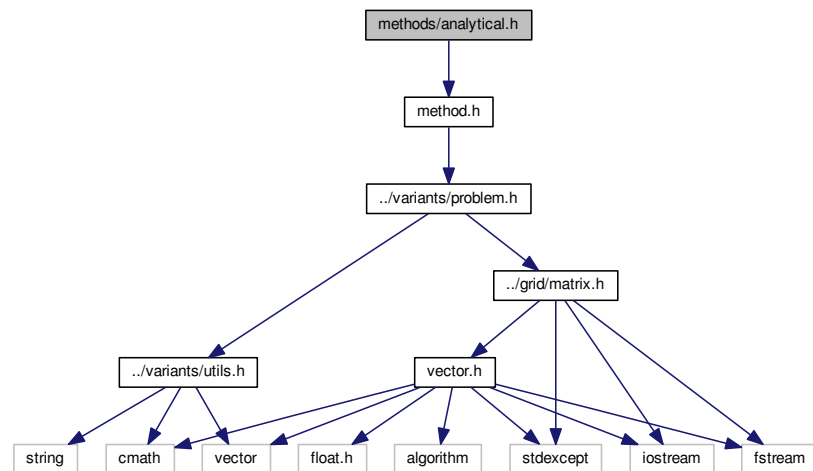 methods/analytical.h
method.h
../variants/problem.h
../grid/matrix.h
../variants/utils.h
vector.h
string
cmath
vector
float.h
algorithm
stdexcept
iostream
fstream